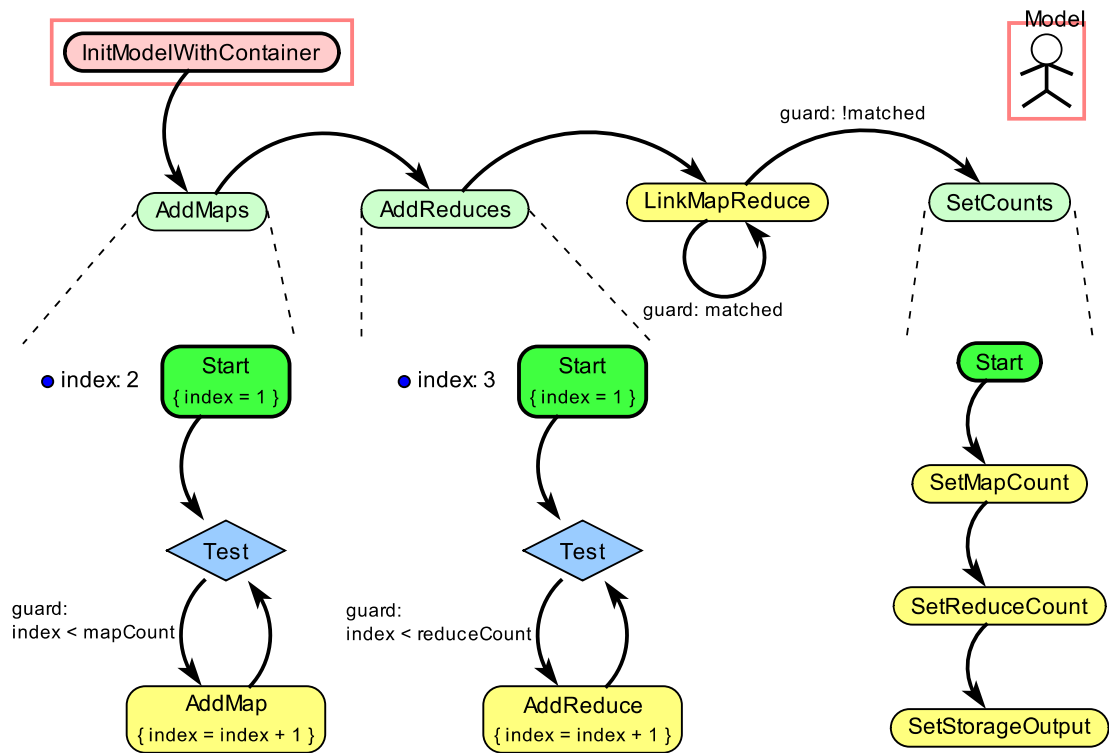 Model
InitModelWithContainer
guard: !matched
AddMaps
AddReduces
LinkMapReduce
SetCounts
guard: matched
index: 2
Start
{ index = 1 }
index: 3
Start
{ index = 1 }
Start
SetMapCount
Test
Test
guard:
index < mapCount
guard:
index < reduceCount
SetReduceCount
AddMap
{ index = index + 1 }
AddReduce
{ index = index + 1 }
SetStorageOutput